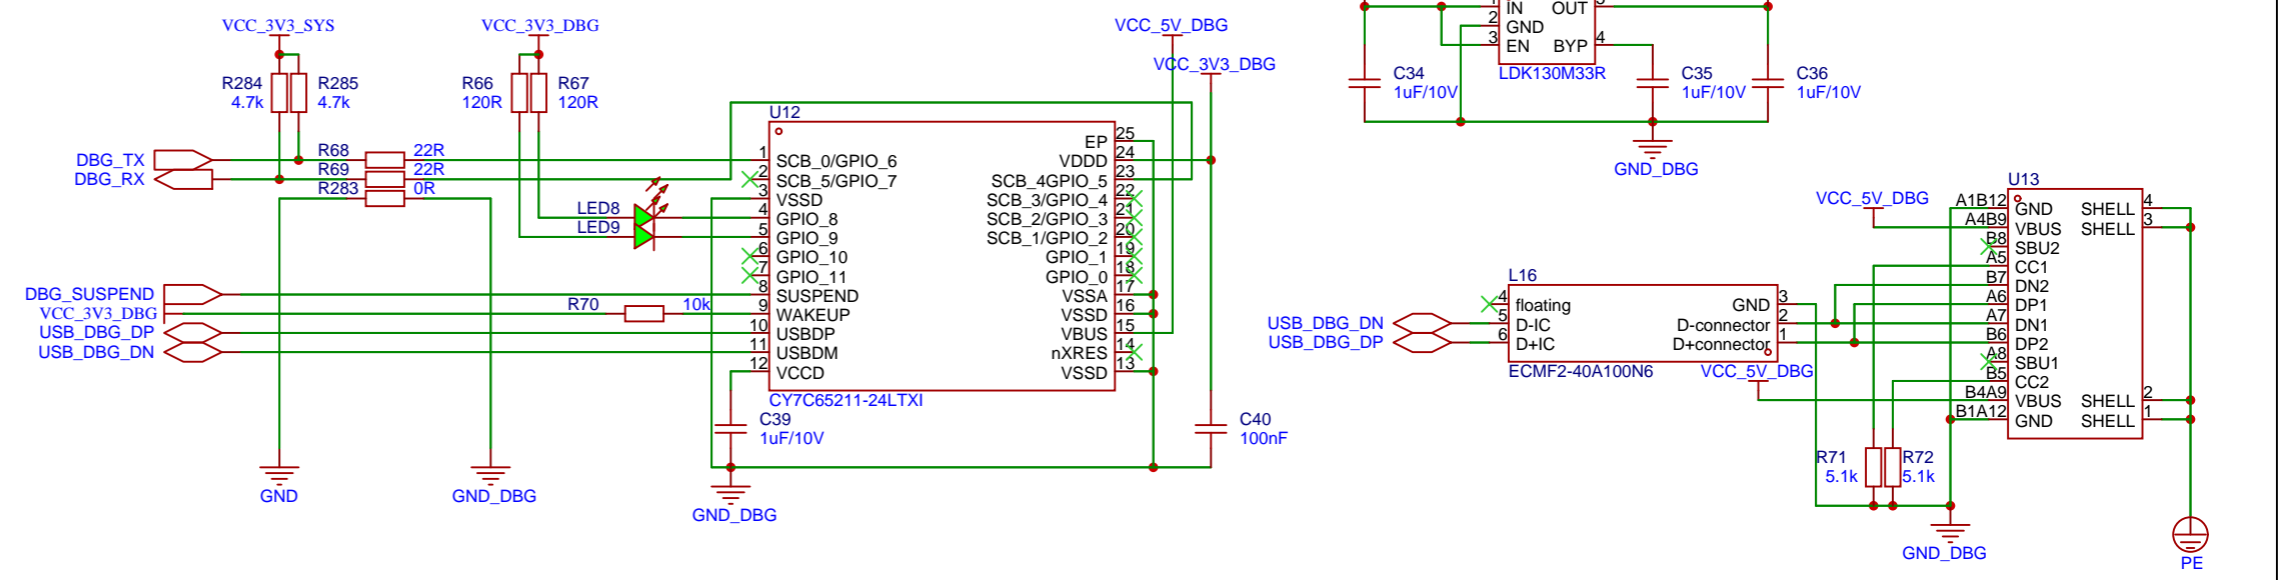 VCC_3V3_SYS
R284
4.7k
R285
4.7k
VCC_3V3_DBG
R66
120R
R67
120R
DBG_TX
DBG_RX
R68
22R
R69
22R
R283
0R
LED8
LED9
DBG_SUSPEND
VCC_3V3_DBG
USB_DBG_DP
USB_DBG_DN
R70
10k
GND
GND_DBG
U12
1 SCB_0/GPIO_6
2 SCB_5/GPIO_7
3 VSSD
4 GPIO_8
5 GPIO_9
6 GPIO_10
7 GPIO_11
8 SUSPEND
9 WAKEUP
10 USBDP
11 USBDM
12 VCCD
EP 25
VDDD 24
SCB_4GPIO_5 23
SCB_3/GPIO_4 22
SCB_2/GPIO_3 21
SCB_1/GPIO_2 20
GPIO_1 19
GPIO_0 18
VSSA 17
VSSD 16
VBUS 15
nXRES 14
VSSD 13
CY7C65211-24LTXI
C39
1uF/10V
GND_DBG
VCC_5V_DBG
VCC_3V3_DBG
C40
100nF
IN
2 GND
3 EN
OUT
BYP 4
LDK130M33R
C34
1uF/10V
C35
1uF/10V
C36
1uF/10V
GND_DBG
USB_DBG_DN
USB_DBG_DP
L16
4 floating
5 D-IC
6 D+IC
GND 3
D-connector 2
D+connector 1
ECMF2-40A100N6
VCC_5V_DBG
VCC_5V_DBG
U13
A1B12 GND
A4B9 VBUS
B8 SBU2
A5 CC1
B7 DN2
A6 DP1
A7 DN1
B6 DP2
A8 SBU1
B5 CC2
B4A9 VBUS
B1A12 GND
SHELL 4
SHELL 3
SHELL 2
SHELL 1
R71
5.1k
R72
5.1k
GND_DBG
PE